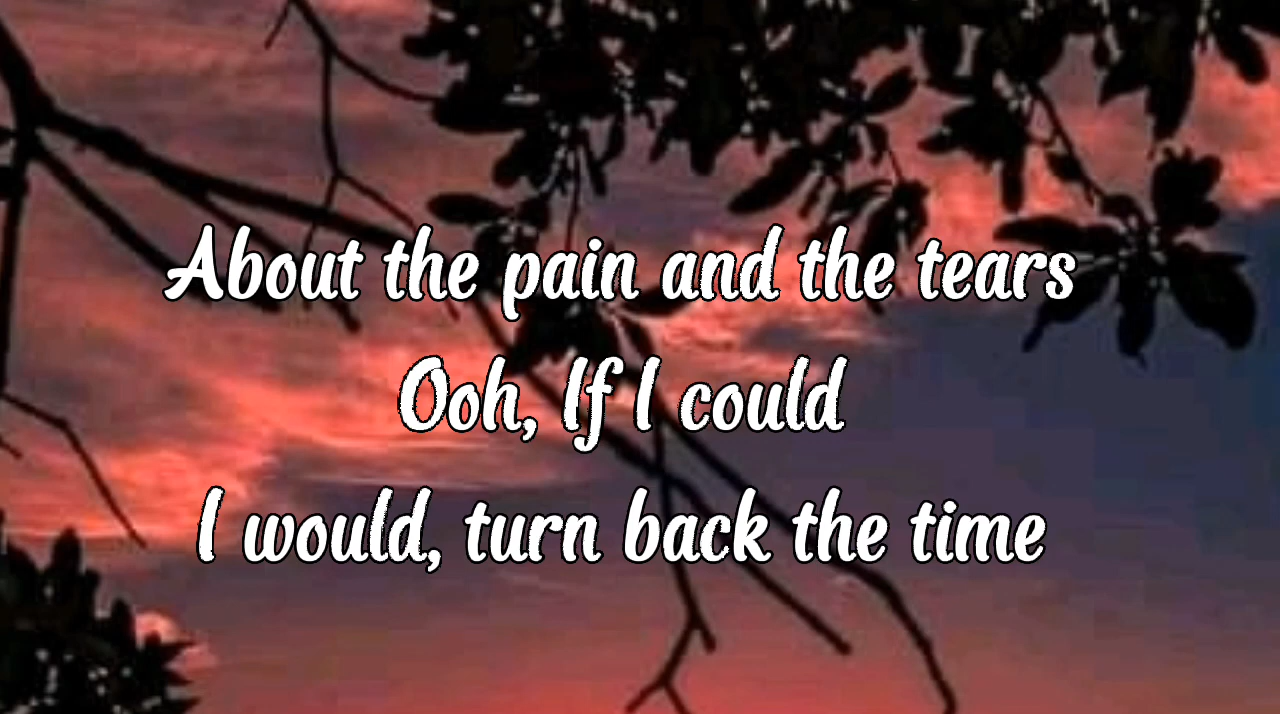 About the pain and the tears
Ooh, If I could
I would, turn back the time